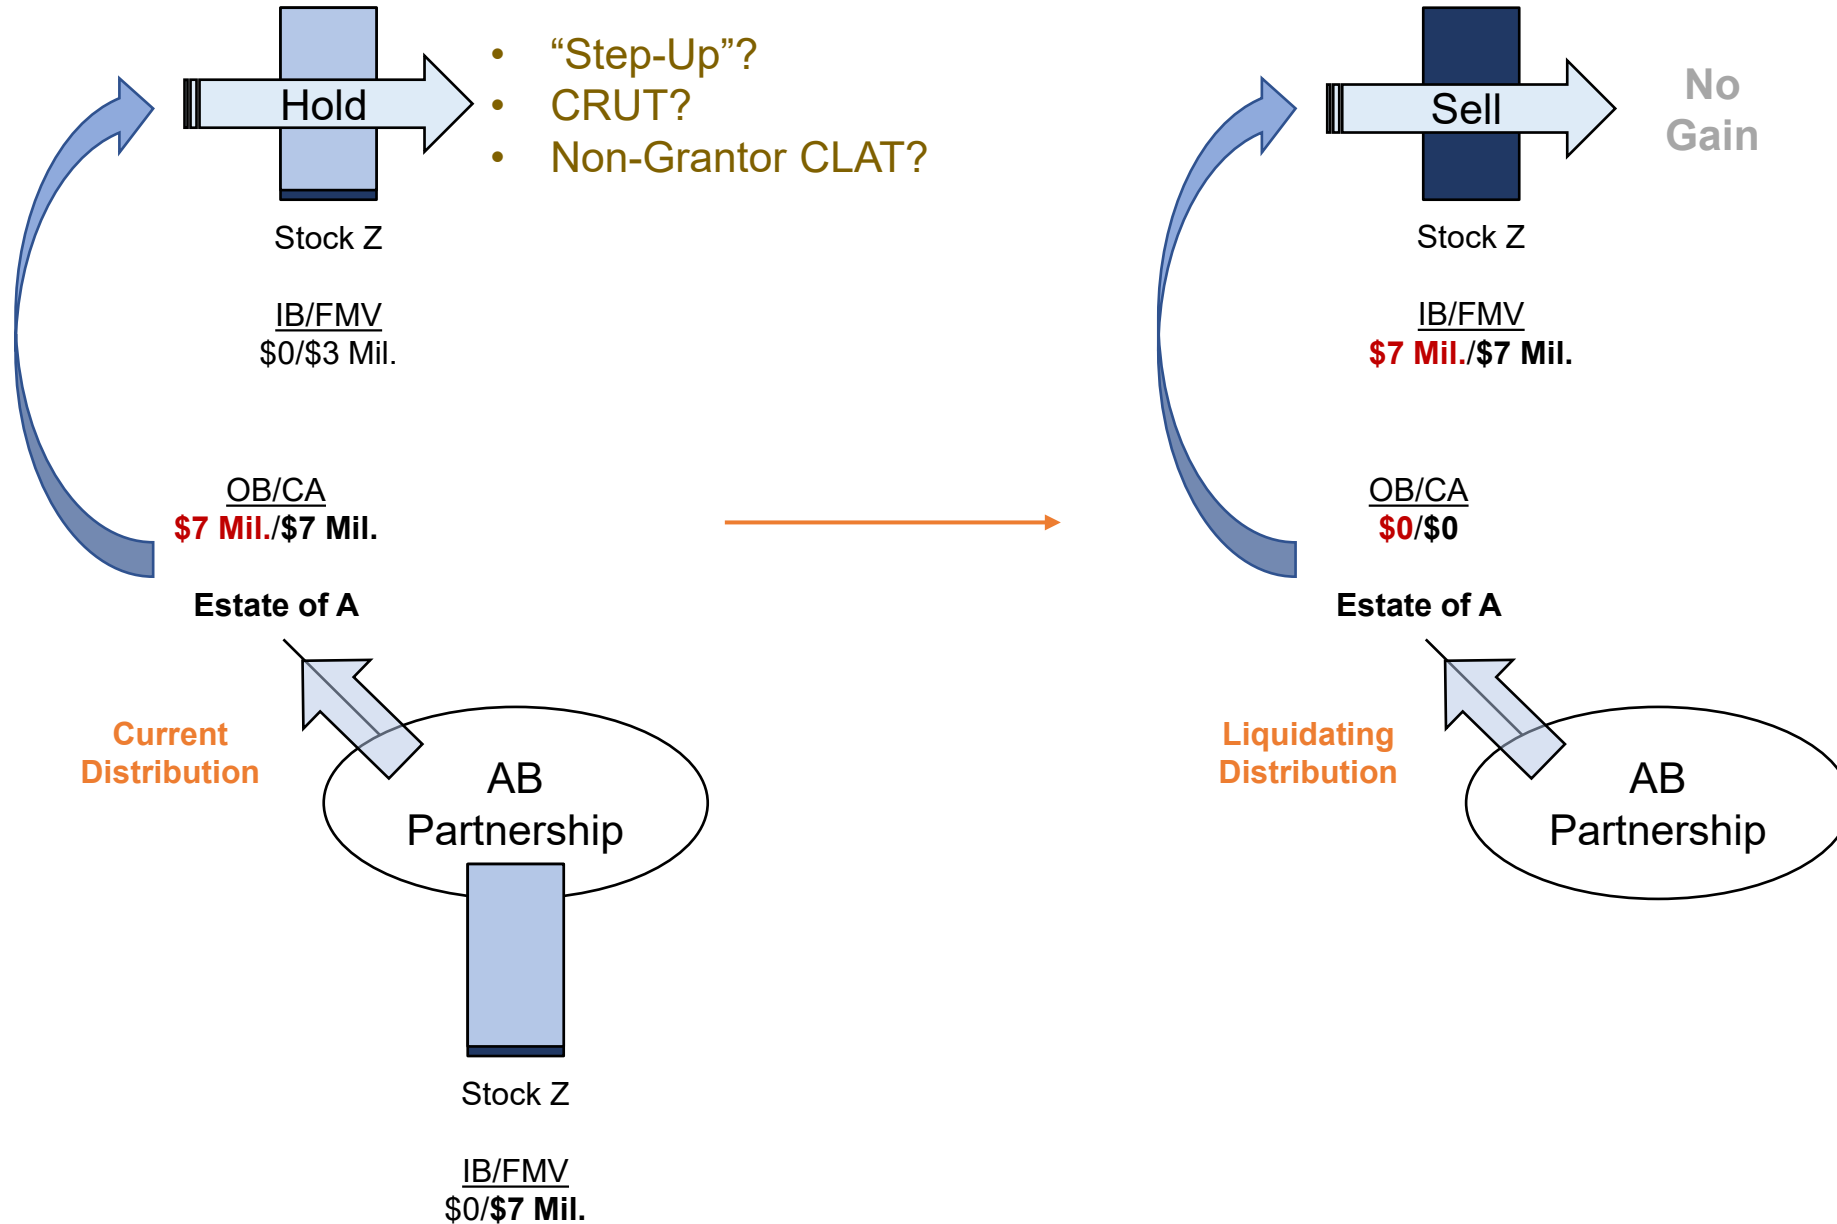 Hold
• “Step-Up”?
• CRUT?
• Non-Grantor CLAT?
Stock Z
IB/FMV
$0/$3 Mil.
OB/CA
$7 Mil./$7 Mil.
Estate of A
Current
Distribution
AB
Partnership
Stock Z
IB/FMV
$0/$7 Mil.
Sell
No
Gain
Stock Z
IB/FMV
$7 Mil./$7 Mil.
OB/CA
$0/$0
Estate of A
Liquidating
Distribution
AB
Partnership